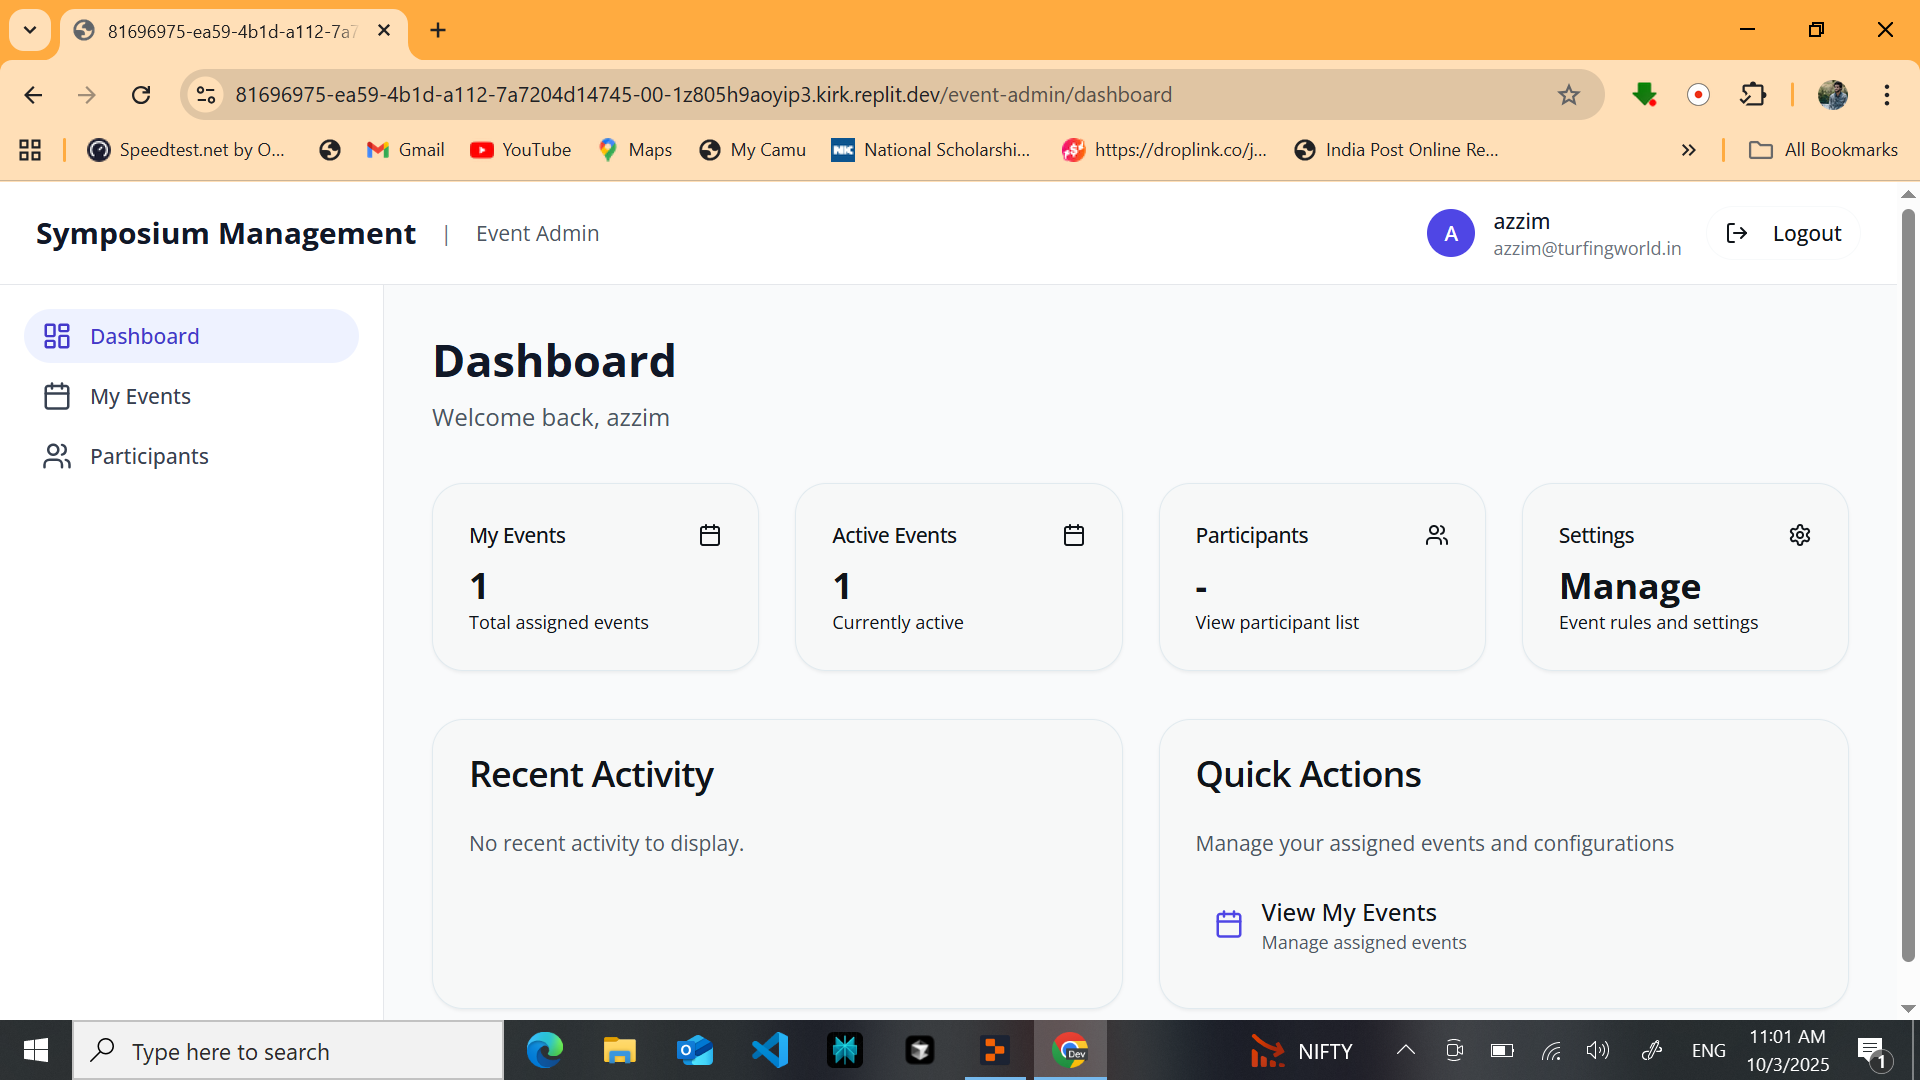 81696975-ea59-4b1d-a112-7a7
81696975-ea59-4b1d-a112-7a7204d14745-00-1z805h9aoyip3.kirk.replit.dev/event-admin/dashboard
Speedtest.net by O...
Gmail
YouTube
Maps
My Camu
NK
National Scholarshi...
https://droplink.co/j...
India Post Online Re...
»
All Bookmarks
Symposium Management | Event Admin
A
azzim
azzim@turfingworld.in
Logout
Dashboard
My Events
Participants
Dashboard
Welcome back, azzim
My Events
1
Total assigned events
Active Events
1
Currently active
Participants
-
View participant list
Settings
Manage
Event rules and settings
Recent Activity
No recent activity to display.
Quick Actions
Manage your assigned events and configurations
View My Events
Manage assigned events
Type here to search
Dev
NIFTY
ENG
11:01 AM
10/3/2025
1